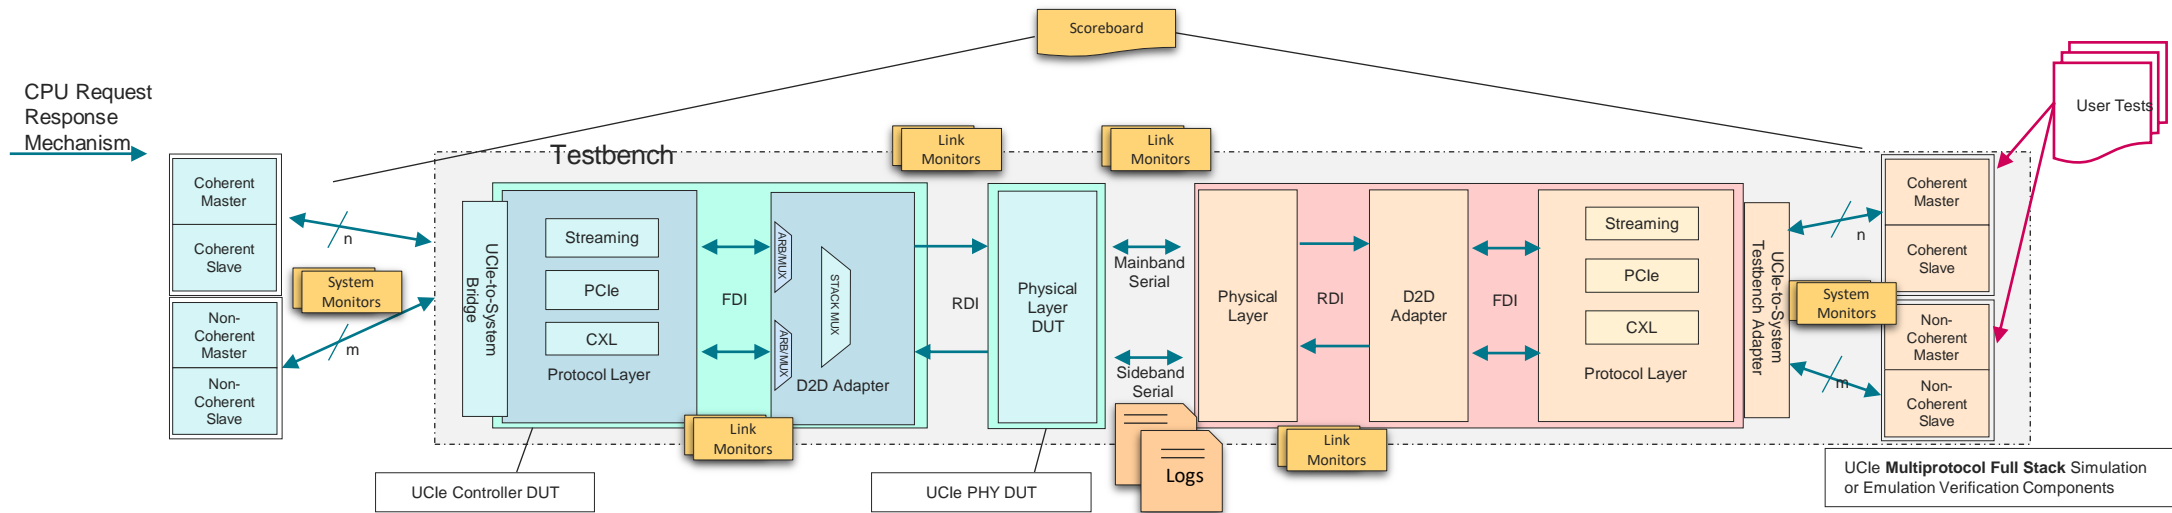 Scoreboard
CPU Request
Response
Mechanism
User Tests
Link
Monitors
Link
Monitors
Testbench
Coherent
Master
Coherent
Slave
Non-
Coherent
Master
Non-
Coherent
Slave
n
m
System
Monitors
UCIe-to-System
Bridge
Streaming
PCIe
CXL
Protocol Layer
FDI
ARB/MUX
ARB/MUX
STACK MUX
D2D Adapter
Link
Monitors
RDI
Physical
Layer
DUT
Mainband
Serial
Sideband
Serial
Logs
Physical
Layer
RDI
D2D
Adapter
FDI
Streaming
PCIe
CXL
Protocol Layer
Link
Monitors
UCIe-to-System
Testbench Adapter
n
m
System
Monitors
Coherent
Master
Coherent
Slave
Non-
Coherent
Master
Non-
Coherent
Slave
UCIe Controller DUT
UCIe PHY DUT
UCIe Multiprotocol Full Stack Simulation
or Emulation Verification Components